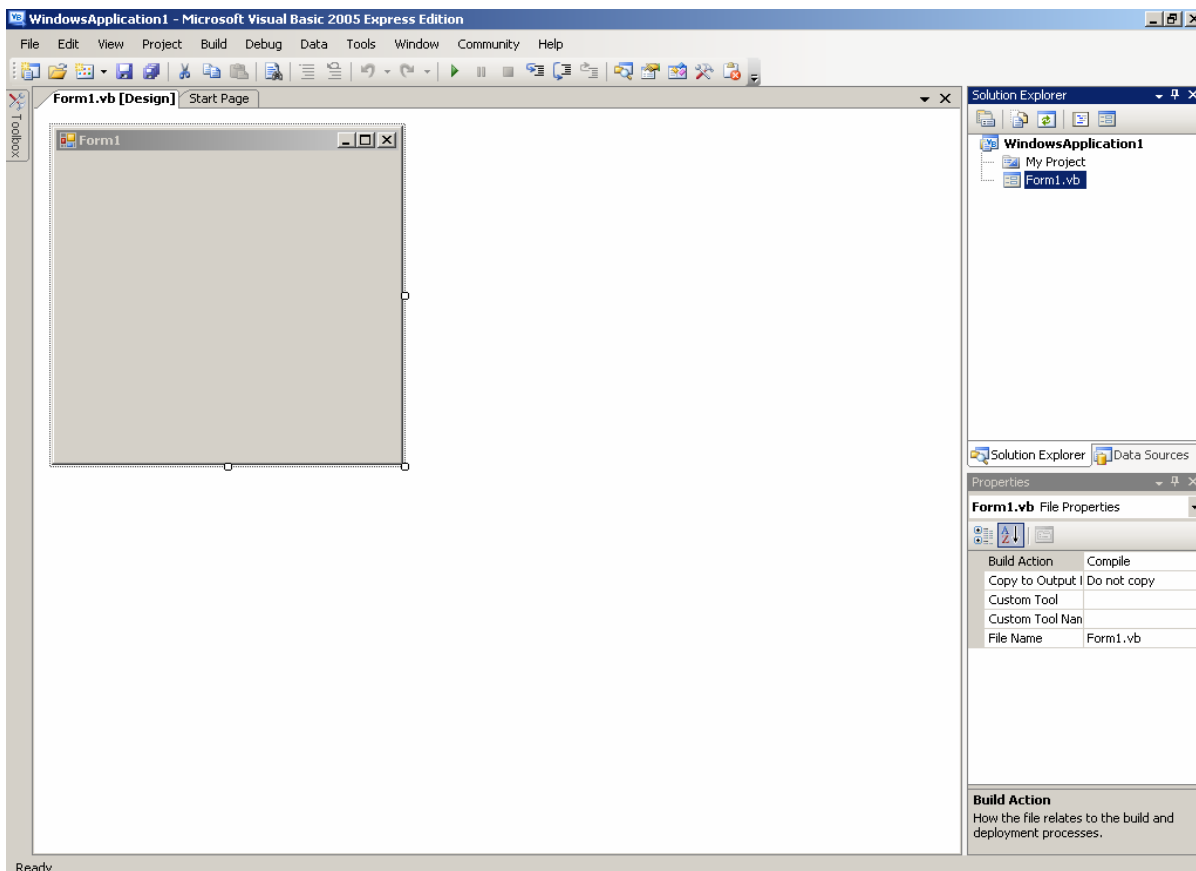 WindowsApplication1 - Microsoft Visual Basic 2005 Express Edition
File Edit View Project Build Debug Data Tools Window Community Help
Toolbox
Form1.vb [Design] Start Page
Form1
Solution Explorer
WindowsApplication1
My Project
Form1.vb
Solution Explorer Data Sources
Properties
Form1.vb File Properties
Build Action Compile
Copy to Output Do not copy
Custom Tool
Custom Tool Nan
File Name Form1.vb
Build Action
How the file relates to the build and
deployment processes.
Ready